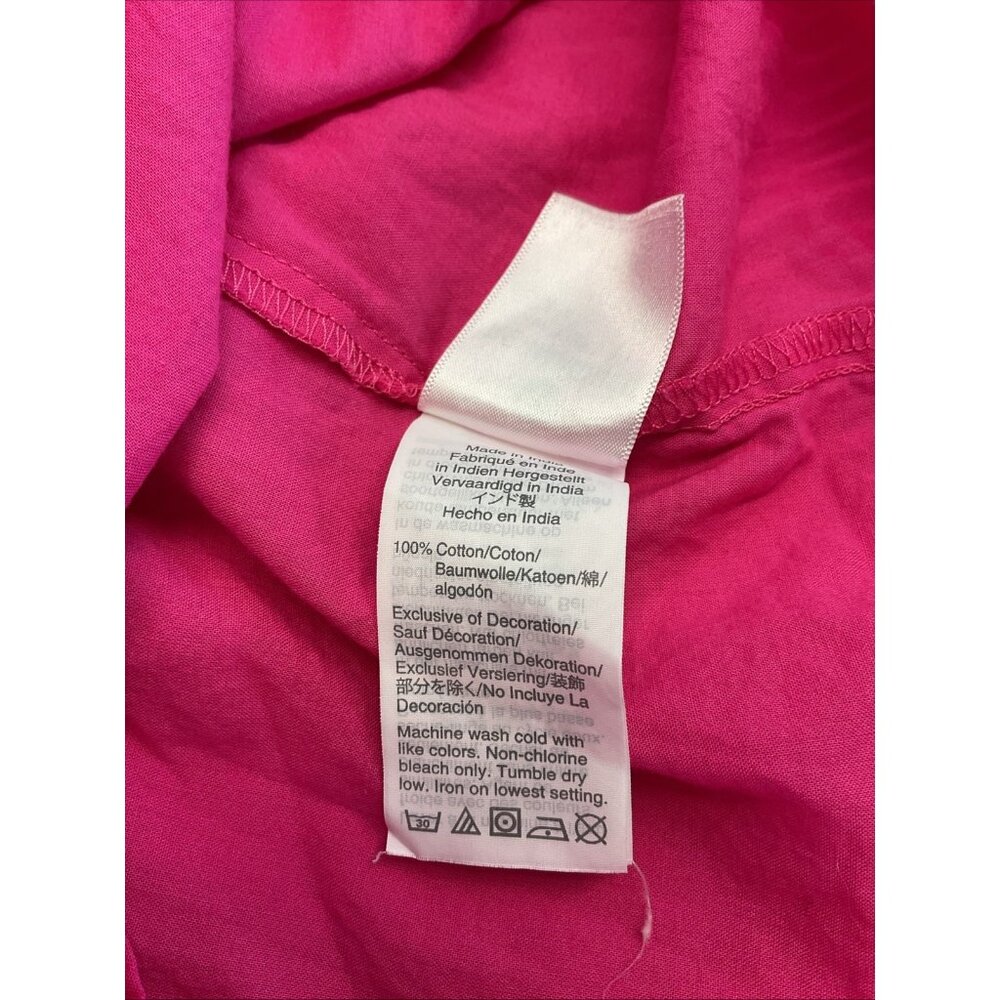 Made in India
Fabriqué en Inde
in Indien Hergestellt
Vervaardigd in India
インド製
Hecho en India
100% Cotton/Coton/
Baumwolle/Katoen/綿/
algodón
Exclusive of Decoration/
Sauf Décoration/
Ausgenommen Dekoration/
Exclusief Versiering/装飾
部分を除く/No Incluye La
Decoración
Machine wash cold with
like colors. Non-chlorine
bleach only. Tumble dry
low. Iron on lowest setting.
30